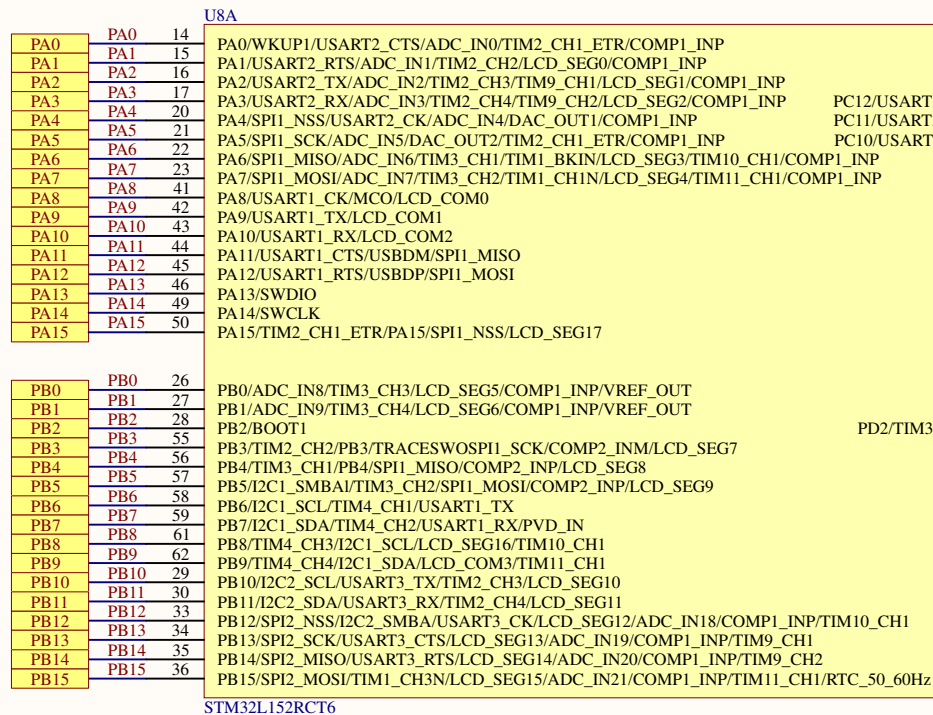 U8A
PA0 PA0 14 PA0/WKUP1/USART2_CTS/ADC_IN0/TIM2_CH1_ETR/COMP1_INP
PA1 PA1 15 PA1/USART2_RTS/ADC_IN1/TIM2_CH2/LCD_SEG0/COMP1_INP
PA2 PA2 16 PA2/USART2_TX/ADC_IN2/TIM2_CH3/TIM9_CH1/LCD_SEG1/COMP1_INP
PA3 PA3 17 PA3/USART2_RX/ADC_IN3/TIM2_CH4/TIM9_CH2/LCD_SEG2/COMP1_INP PC12/USART
PA4 PA4 20 PA4/SPI1_NSS/USART2_CK/ADC_IN4/DAC_OUT1/COMP1_INP PC11/USART
PA5 PA5 21 PA5/SPI1_SCK/ADC_IN5/DAC_OUT2/TIM2_CH1_ETR/COMP1_INP PC10/USART
PA6 PA6 22 PA6/SPI1_MISO/ADC_IN6/TIM3_CH1/TIM1_BKIN/LCD_SEG3/TIM10_CH1/COMP1_INP
PA7 PA7 23 PA7/SPI1_MOSI/ADC_IN7/TIM3_CH2/TIM1_CH1N/LCD_SEG4/TIM11_CH1/COMP1_INP
PA8 PA8 41 PA8/USART1_CK/MCO/LCD_COM0
PA9 PA9 42 PA9/USART1_TX/LCD_COM1
PA10 PA10 43 PA10/USART1_RX/LCD_COM2
PA11 PA11 44 PA11/USART1_CTS/USBDM/SPI1_MISO
PA12 PA12 45 PA12/USART1_RTS/USBDP/SPI1_MOSI
PA13 PA13 46 PA13/SWDIO
PA14 PA14 49 PA14/SWCLK
PA15 PA15 50 PA15/TIM2_CH1_ETR/PA15/SPI1_NSS/LCD_SEG17
PB0 PB0 26 PB0/ADC_IN8/TIM3_CH3/LCD_SEG5/COMP1_INP/VREF_OUT
PB1 PB1 27 PB1/ADC_IN9/TIM3_CH4/LCD_SEG6/COMP1_INP/VREF_OUT
PB2 PB2 28 PB2/BOOT1 PD2/TIM3
PB3 PB3 55 PB3/TIM2_CH2/PB3/TRACESWOSPI1_SCK/COMP2_INM/LCD_SEG7
PB4 PB4 56 PB4/TIM3_CH1/PB4/SPI1_MISO/COMP2_INP/LCD_SEG8
PB5 PB5 57 PB5/I2C1_SMBAl/TIM3_CH2/SPI1_MOSI/COMP2_INP/LCD_SEG9
PB6 PB6 58 PB6/I2C1_SCL/TIM4_CH1/USART1_TX
PB7 PB7 59 PB7/I2C1_SDA/TIM4_CH2/USART1_RX/PVD_IN
PB8 PB8 61 PB8/TIM4_CH3/I2C1_SCL/LCD_SEG16/TIM10_CH1
PB9 PB9 62 PB9/TIM4_CH4/I2C1_SDA/LCD_COM3/TIM11_CH1
PB10 PB10 29 PB10/I2C2_SCL/USART3_TX/TIM2_CH3/LCD_SEG10
PB11 PB11 30 PB11/I2C2_SDA/USART3_RX/TIM2_CH4/LCD_SEG11
PB12 PB12 33 PB12/SPI2_NSS/I2C2_SMBA/USART3_CK/LCD_SEG12/ADC_IN18/COMP1_INP/TIM10_CH1
PB13 PB13 34 PB13/SPI2_SCK/USART3_CTS/LCD_SEG13/ADC_IN19/COMP1_INP/TIM9_CH1
PB14 PB14 35 PB14/SPI2_MISO/USART3_RTS/LCD_SEG14/ADC_IN20/COMP1_INP/TIM9_CH2
PB15 PB15 36 PB15/SPI2_MOSI/TIM1_CH3N/LCD_SEG15/ADC_IN21/COMP1_INP/TIM11_CH1/RTC_50_60Hz
STM32L152RCT6